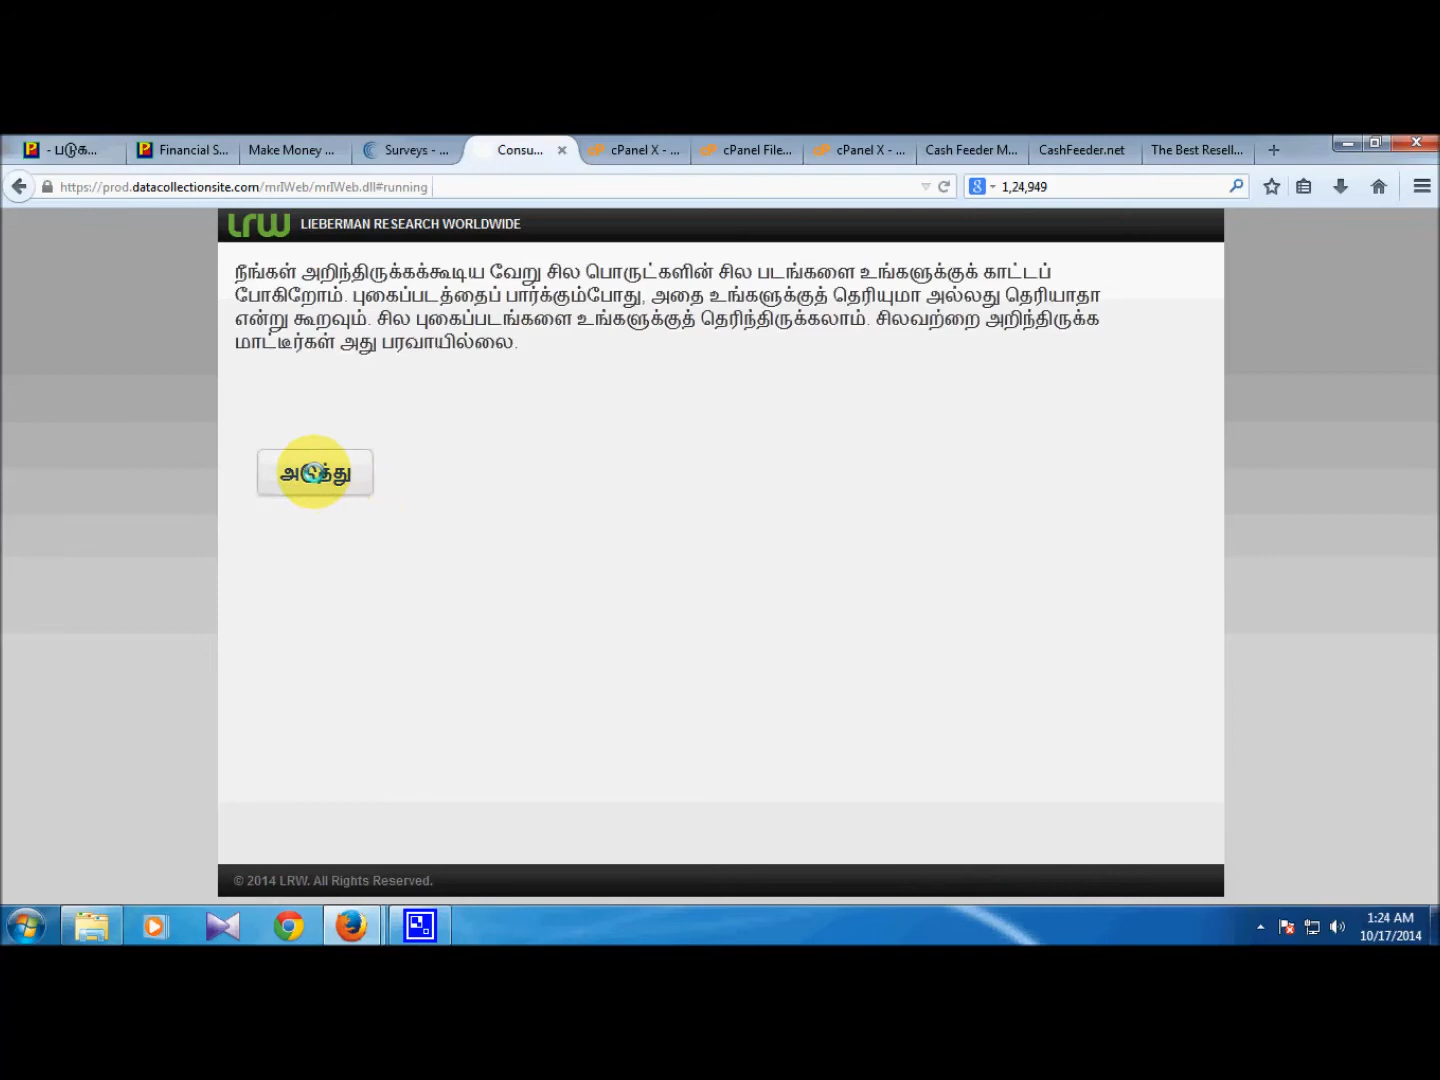 - படுக...
Financial S...
Make Money ...
Surveys - ...
Consu...
cPanel X - ...
cPanel File...
cPanel X - ...
Cash Feeder M...
CashFeeder.net
The Best Resell...
https://prod.datacollectionsite.com/mrIWeb/mrIWeb.dll#running
1,24,949
LRW LIEBERMAN RESEARCH WORLDWIDE
நீங்கள் அறிந்திருக்கக்கூடிய வேறு சில பொருட்களின் சில படங்களை உங்களுக்குக் காட்டப்
போகிறோம். புகைப்படத்தைப் பார்க்கும்போது, அதை உங்களுக்குத் தெரியுமா அல்லது தெரியாதா
என்று கூறவும். சில புகைப்படங்களை உங்களுக்குத் தெரிந்திருக்கலாம். சிலவற்றை அறிந்திருக்க
மாட்டீர்கள் அது பரவாயில்லை.
அடுத்து
© 2014 LRW. All Rights Reserved.
1:24 AM
10/17/2014